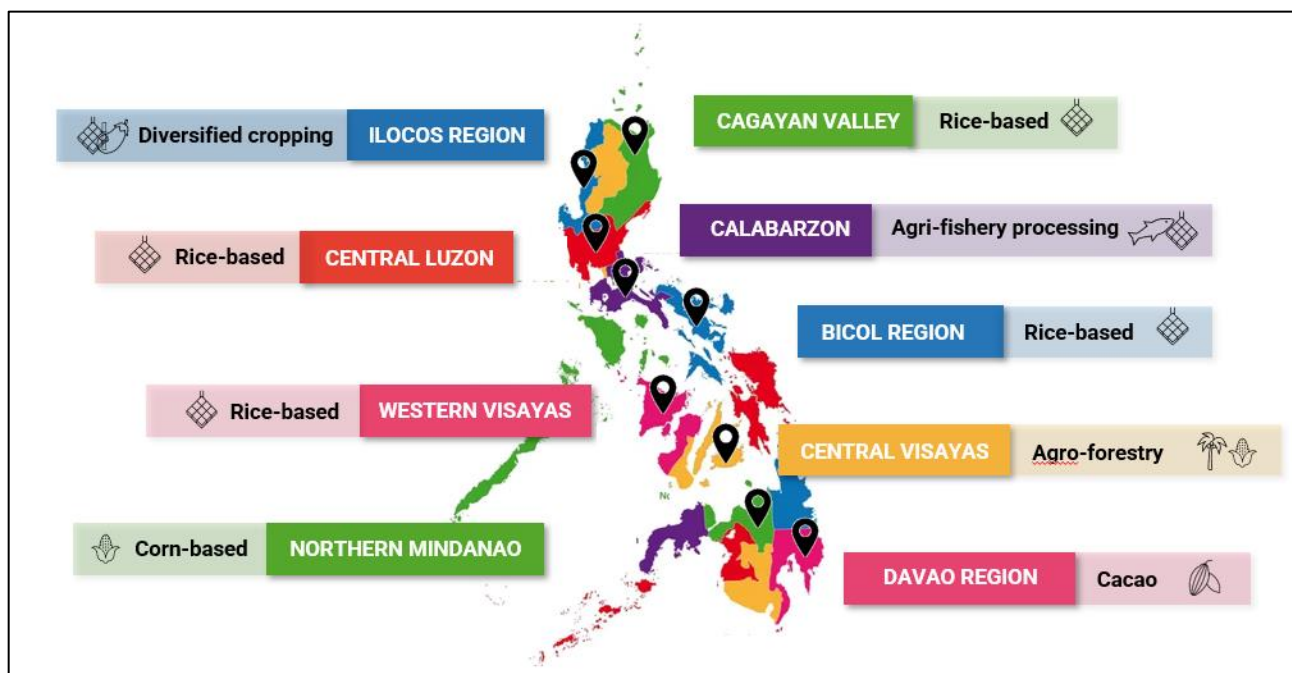 Diversified cropping
ILOCOS REGION
CAGAYAN VALLEY
Rice-based
Rice-based
CENTRAL LUZON
CALABARZON
Agri-fishery processing
BICOL REGION
Rice-based
Rice-based
WESTERN VISAYAS
CENTRAL VISAYAS
Agro-forestry
Corn-based
NORTHERN MINDANAO
DAVAO REGION
Cacao